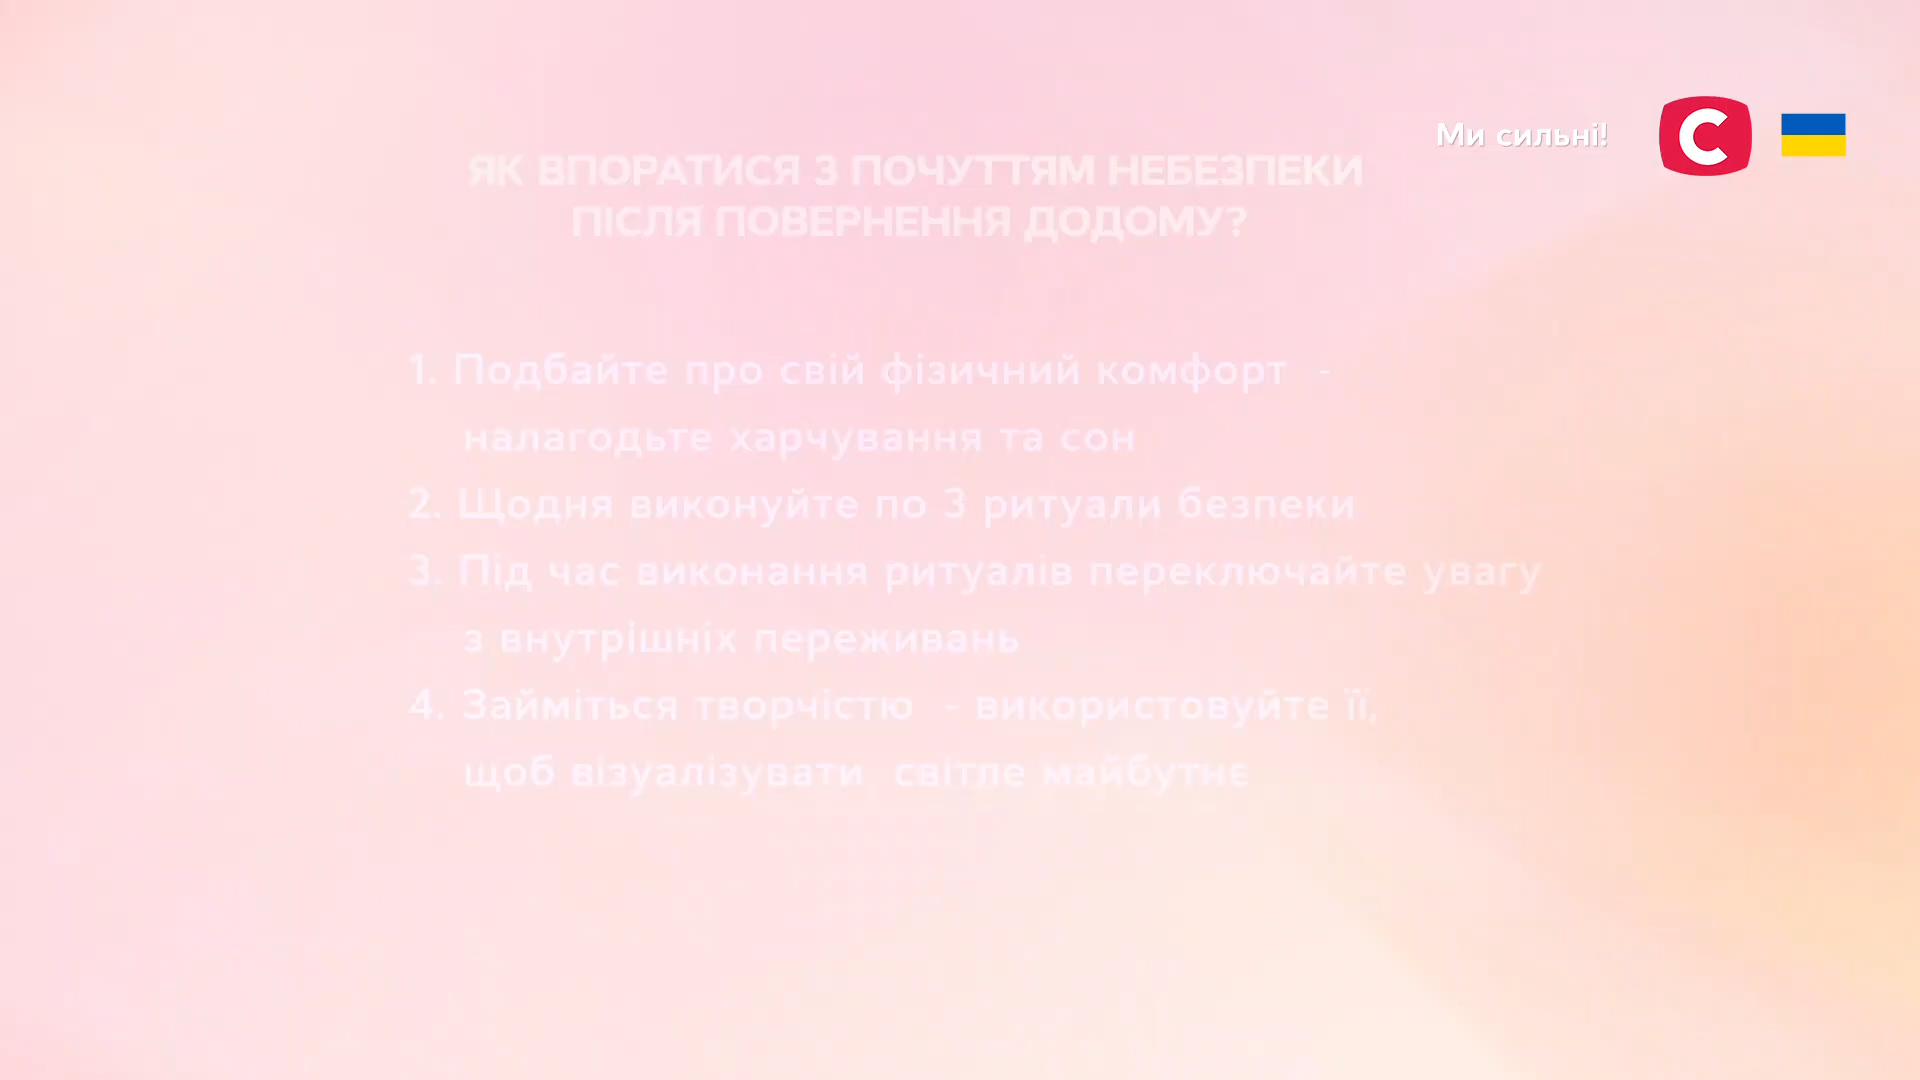 Ми сильні!
ЯК ВПОРАТИСЯ З ПОЧУТТЯМ НЕБЕЗПЕКИ
ПІСЛЯ ПОВЕРНЕННЯ ДОДОМУ?
1. Подбайте про свій фізичний комфорт -
налагодьте харчування та сон
2. Щодня виконуйте по 3 ритуали безпеки
3. Під час виконання ритуалів переключайте увагу
з внутрішніх переживань
4. Займіться творчістю - використовуйте її,
щоб візуалізувати світле майбутнє